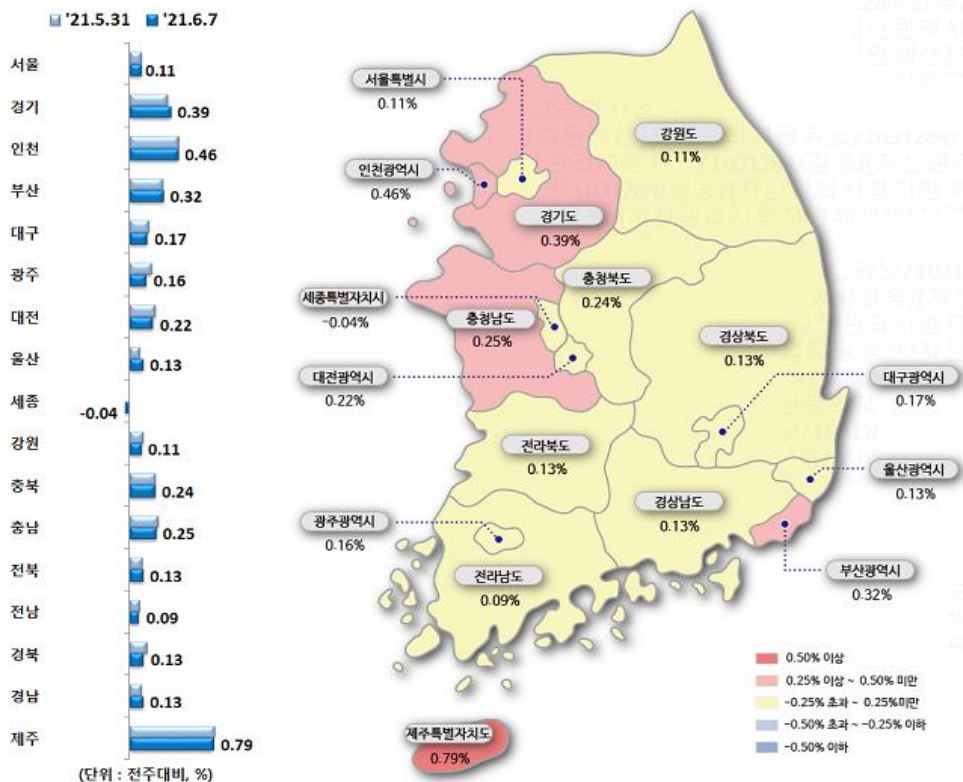 '21.5.31 '21.6.7
서울 0.11
경기 0.39
인천 0.46
부산 0.32
대구 0.17
광주 0.16
대전 0.22
울산 0.13
세종 -0.04
강원 0.11
충북 0.24
충남 0.25
전북 0.13
전남 0.09
경북 0.13
경남 0.13
제주 0.79
(단위 : 전주대비, %)
서울특별시
0.11%
강원도
0.11%
인천광역시
0.46%
경기도
0.39%
충청북도
0.24%
세종특별자치시
-0.04%
충청남도
0.25%
경상북도
0.13%
대전광역시
0.22%
대구광역시
0.17%
전라북도
0.13%
울산광역시
0.13%
경상남도
0.13%
광주광역시
0.16%
전라남도
0.09%
부산광역시
0.32%
제주특별자치도
0.79%
0.50% 이상
0.25% 이상 ~ 0.50% 미만
-0.25% 초과 ~ 0.25%미만
-0.50% 초과 ~ -0.25% 이하
-0.50% 이하